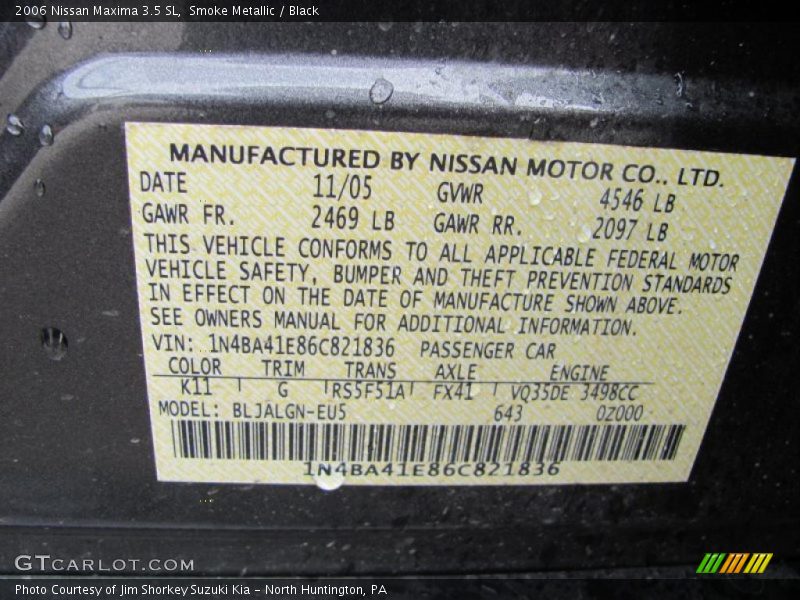 2006 Nissan Maxima 3.5 SL, Smoke Metallic / Black
MANUFACTURED BY NISSAN MOTOR CO., LTD.
DATE 11/05 GVWR 4546 LB
GAWR FR. 2469 LB GAWR RR. 2097 LB
THIS VEHICLE CONFORMS TO ALL APPLICABLE FEDERAL MOTOR
VEHICLE SAFETY, BUMPER AND THEFT PREVENTION STANDARDS
IN EFFECT ON THE DATE OF MANUFACTURE SHOWN ABOVE.
SEE OWNERS MANUAL FOR ADDITIONAL INFORMATION.
VIN: 1N4BA41E86C821836 PASSENGER CAR
COLOR TRIM TRANS AXLE ENGINE
K11 G RS5F51A FX41 VQ35DE 3498CC
MODEL: BLJALGN-EU5 643 0Z000
1N4BA41E86C821836
GTCARLOT.COM
Photo Courtesy of Jim Shorkey Suzuki Kia - North Huntington, PA